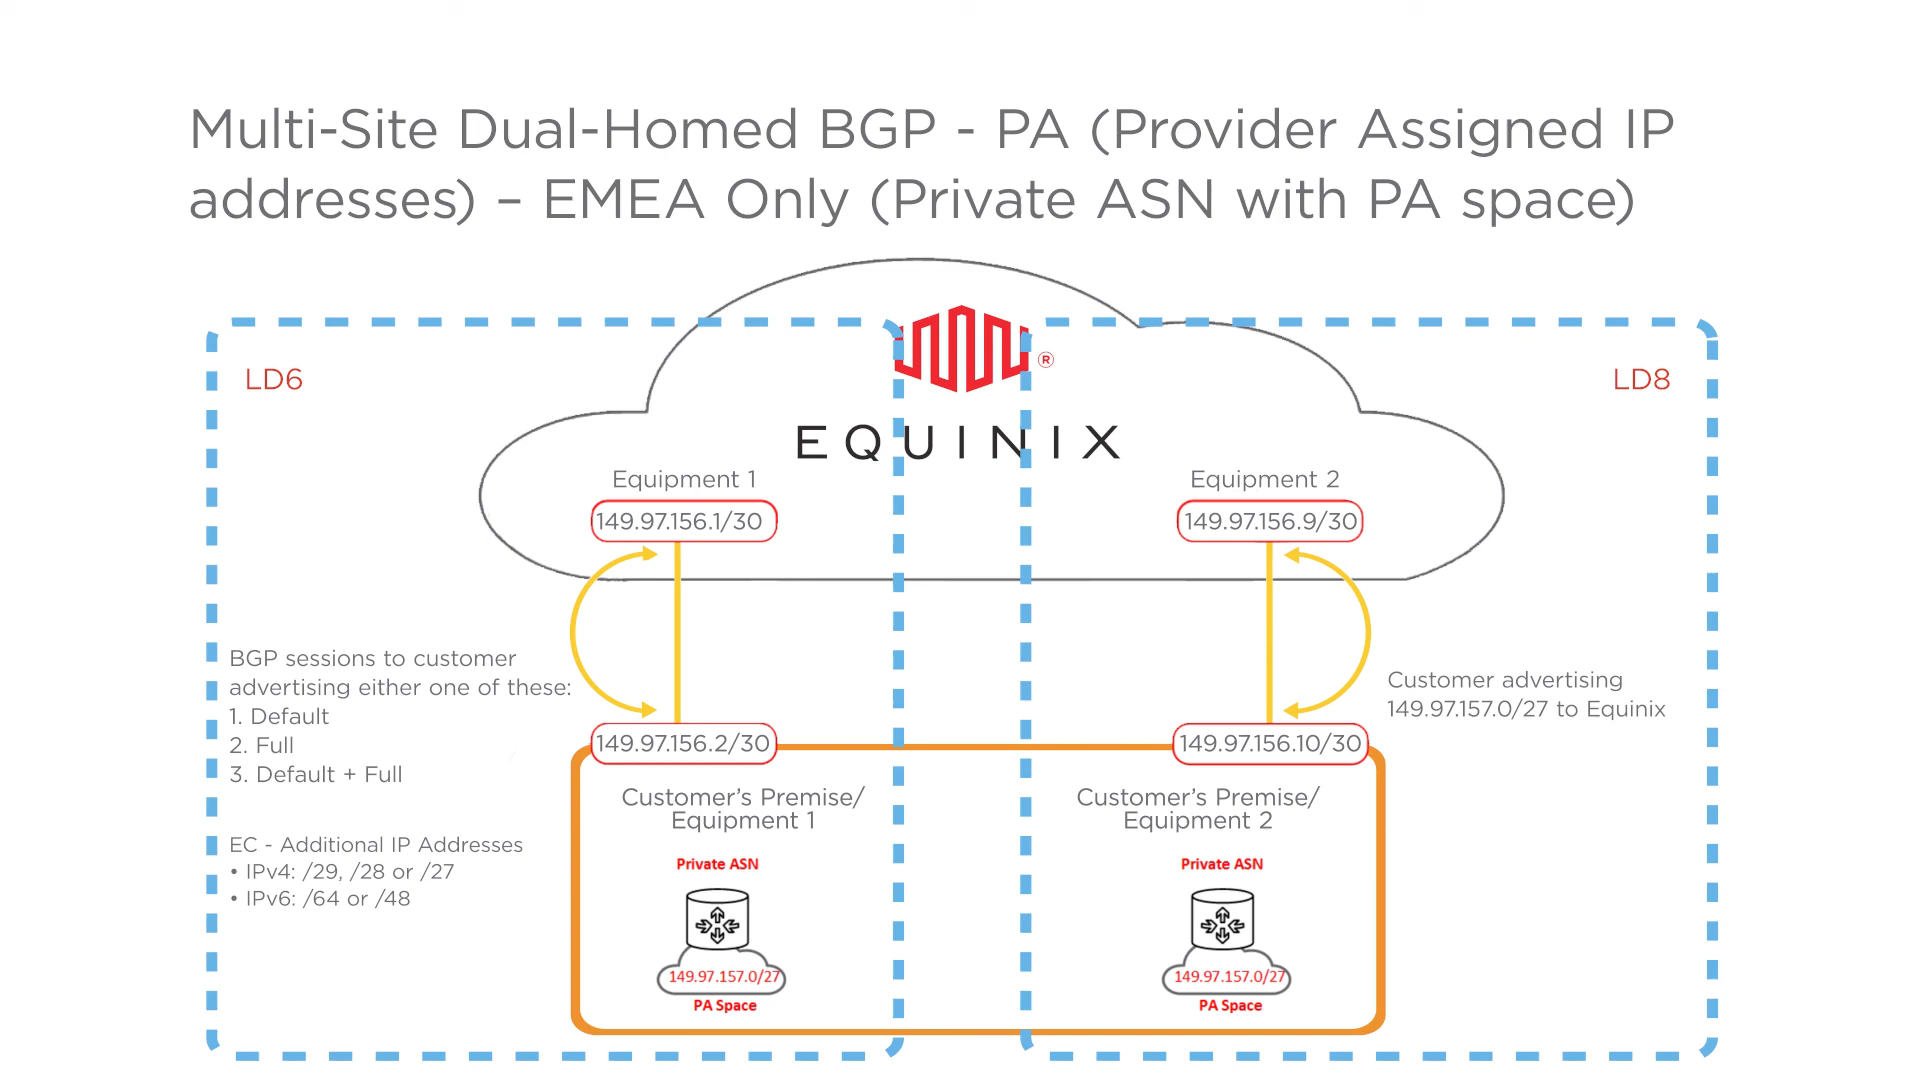 Multi-Site Dual-Homed BGP - PA (Provider Assigned IP
addresses) – EMEA Only (Private ASN with PA space)
LD6
LD8
®
EQUINIX
Equipment 1
149.97.156.1/30
Equipment 2
149.97.156.9/30
BGP sessions to customer
advertising either one of these:
1. Default
2. Full
3. Default + Full
Customer advertising
149.97.157.0/27 to Equinix
149.97.156.2/30
149.97.156.10/30
Customer’s Premise/
Equipment 1
Customer’s Premise/
Equipment 2
EC - Additional IP Addresses
• IPv4: /29, /28 or /27
• IPv6: /64 or /48
Private ASN
149.97.157.0/27
PA Space
Private ASN
149.97.157.0/27
PA Space